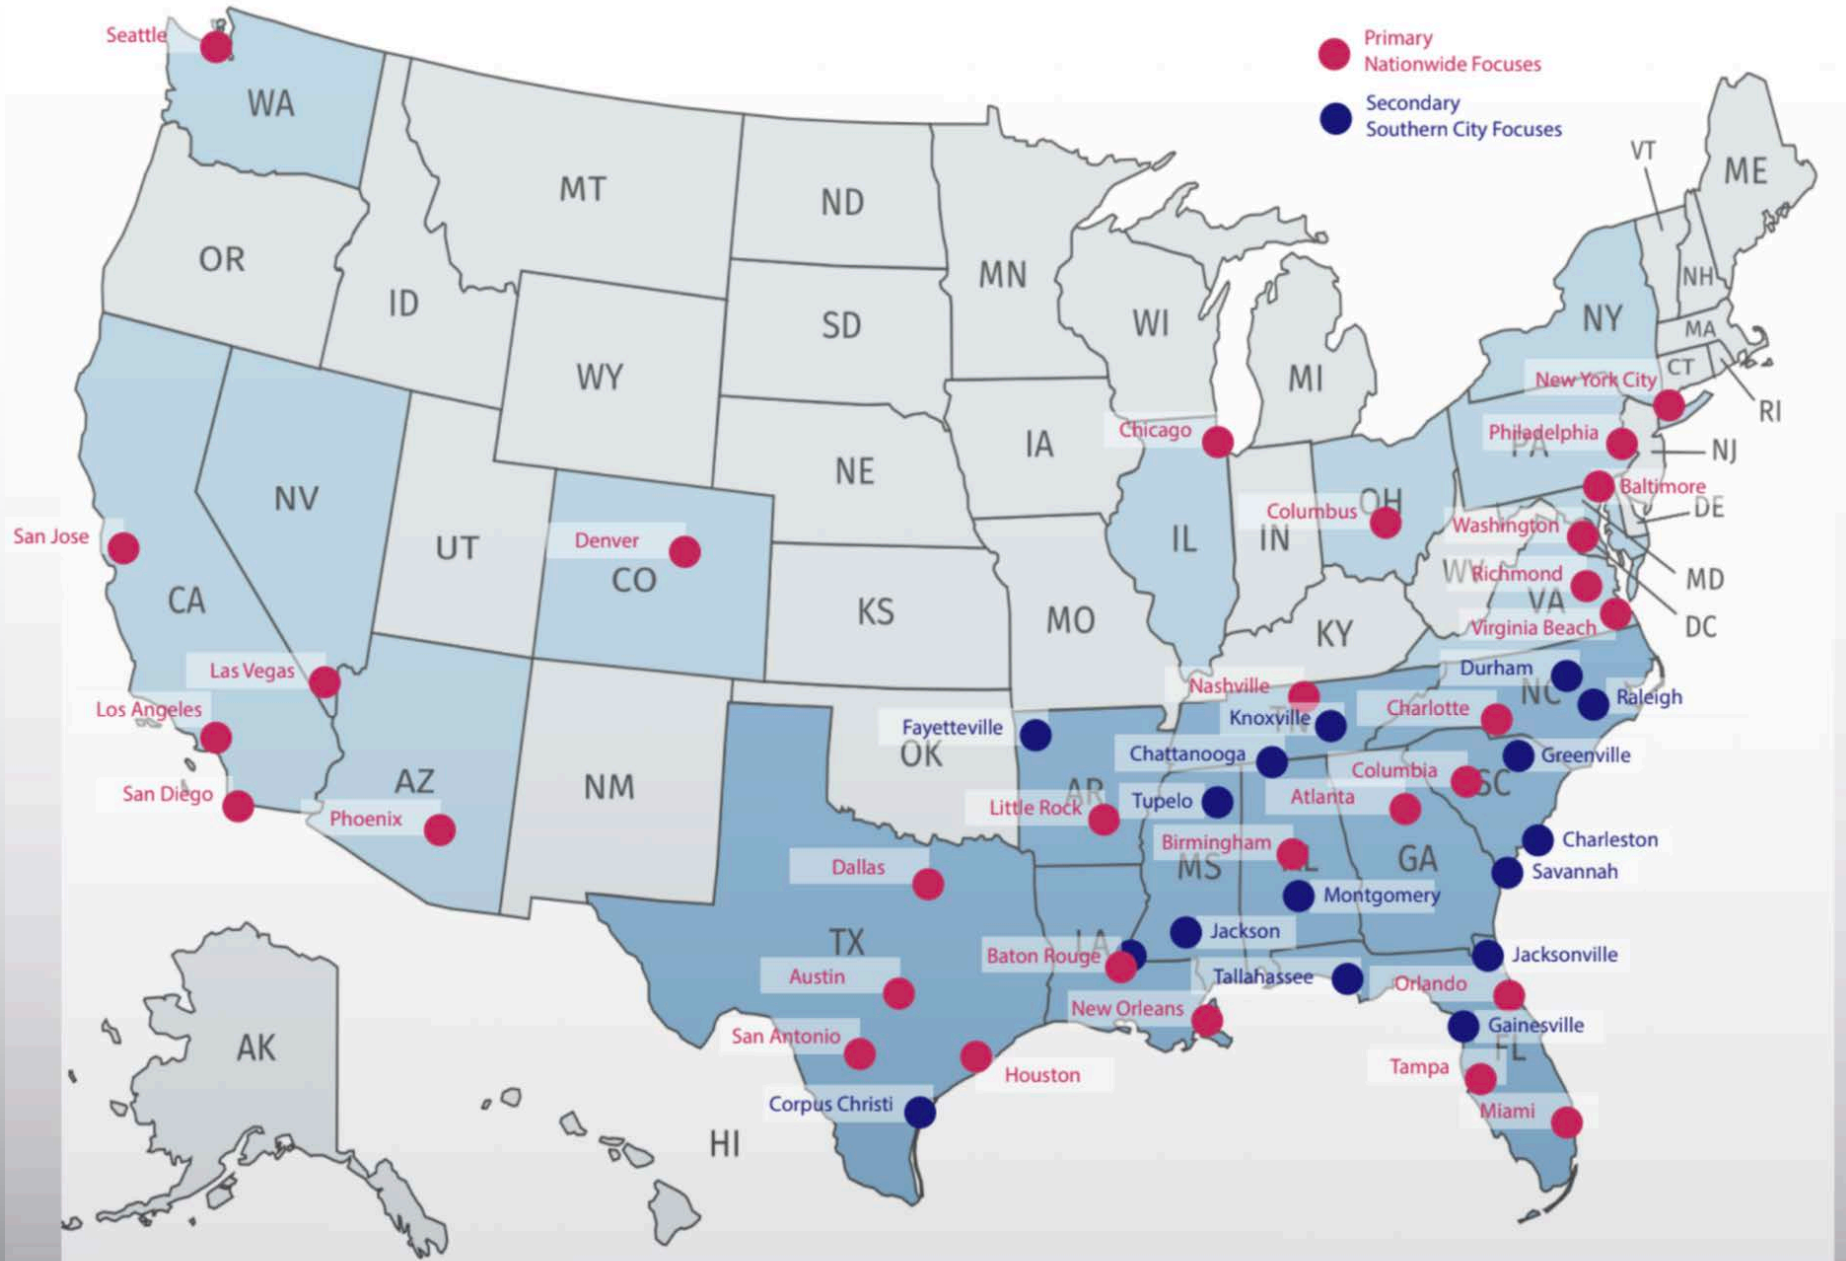 Seattle
Primary
Nationwide Focuses
Secondary
Southern City Focuses
WA
MT
ND
MN
VT
ME
OR
ID
SD
WI
NY
NH
MA
WY
MI
New York City
CT
RI
IA
Chicago
Philadelphia
PA
NJ
NE
NV
Columbus
OH
Baltimore
DE
San Jose
UT
Denver
CO
IL
IN
Washington
CA
KS
MO
KY
WV
Richmond
VA
Virginia Beach
MD
DC
Las Vegas
Los Angeles
Nashville
Durham
NC
Raleigh
Fayetteville
OK
Knoxville
TN
Charlotte
Chattanooga
Greenville
AZ
NM
San Diego
Phoenix
AR
Little Rock
Tupelo
Columbia
SC
Atlanta
Birmingham
AL
MS
GA
Charleston
Savannah
Dallas
Montgomery
TX
LA
Jackson
Baton Rouge
Jacksonville
Austin
Tallahassee
Orlando
New Orleans
Gainesville
FL
San Antonio
Houston
Tampa
AK
Corpus Christi
Miami
HI